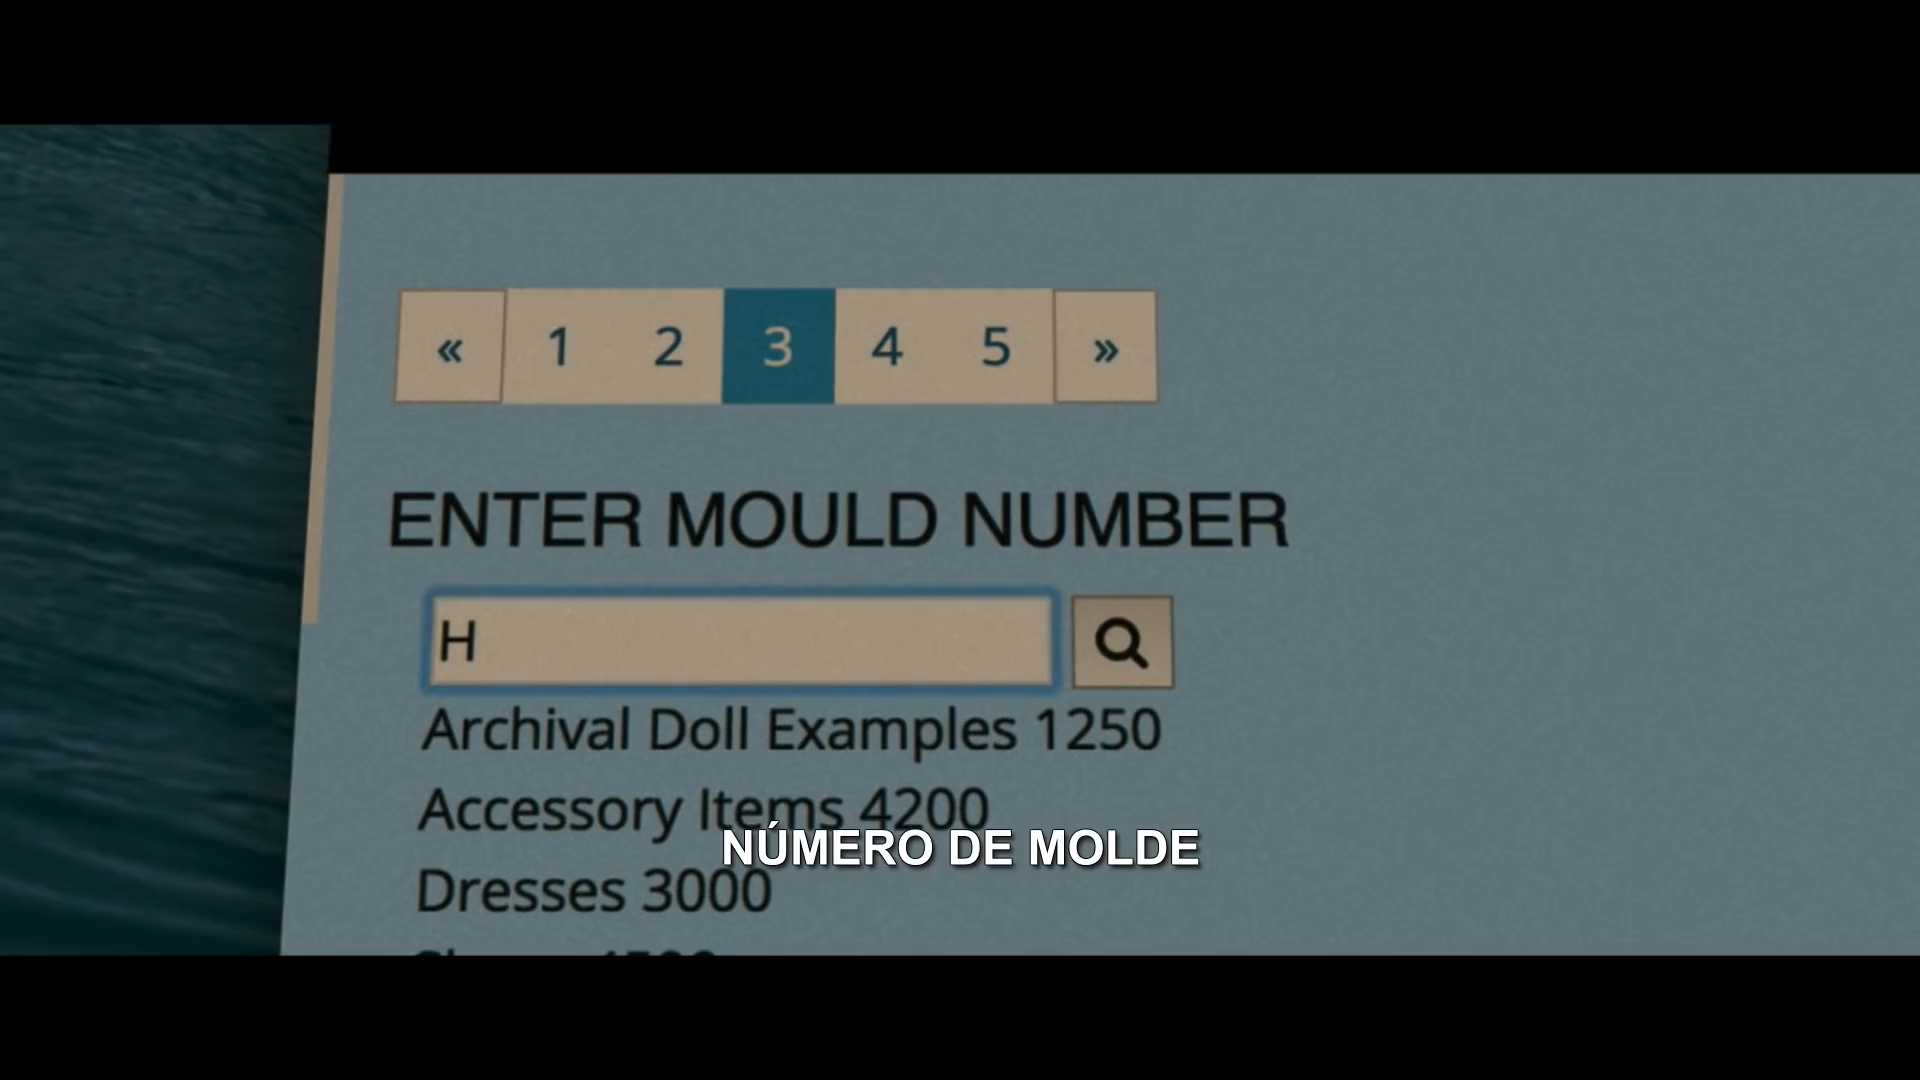 « 1 2 3 4 5 »
ENTER MOULD NUMBER
H
Archival Doll Examples 1250
Accessory Items 4200
NÚMERO DE MOLDE
Dresses 3000